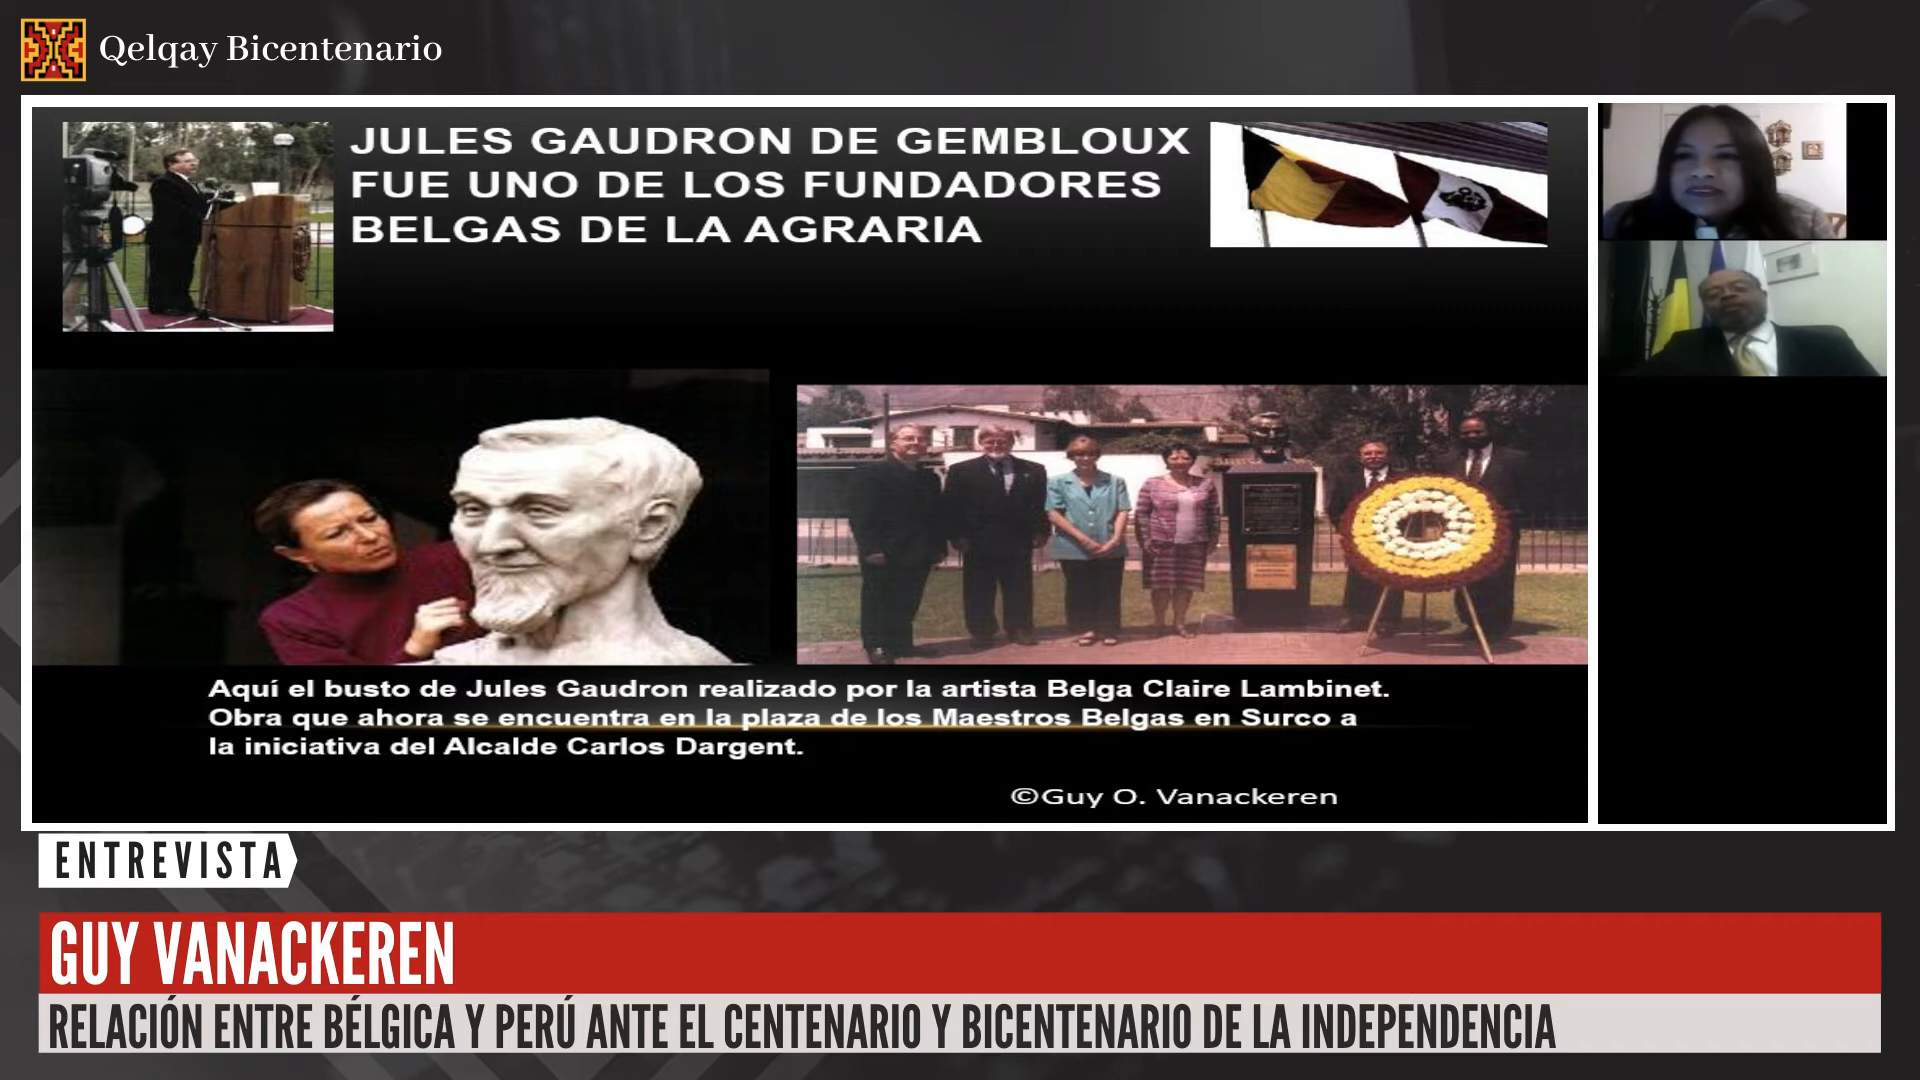 Qelqay Bicentenario
JULES GAUDRON DE GEMBLOUX
FUE UNO DE LOS FUNDADORES
BELGAS DE LA AGRARIA
Aquí el busto de Jules Gaudron realizado por la artista Belga Claire Lambinet.
Obra que ahora se encuentra en la plaza de los Maestros Belgas en Surco a
la iniciativa del Alcalde Carlos Dargent.
©Guy O. Vanackeren
ENTREVISTA
GUY VANACKEREN
RELACIÓN ENTRE BÉLGICA Y PERÚ ANTE EL CENTENARIO Y BICENTENARIO DE LA INDEPENDENCIA